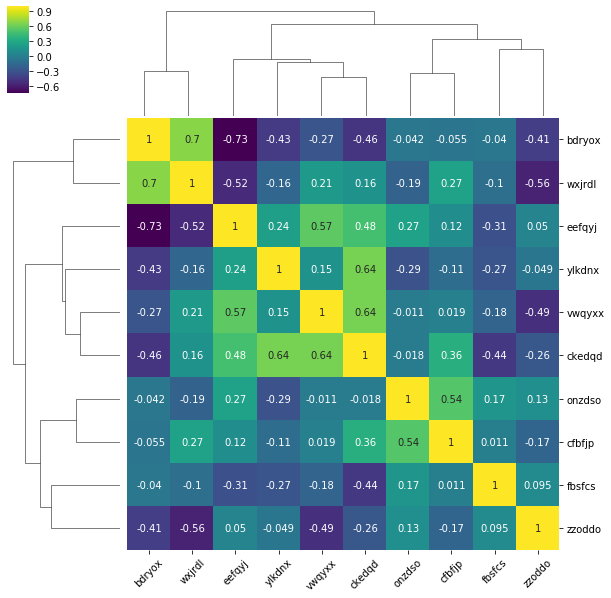 0.9
0.6
0.3
0.0
−0.3
−0.6
1 0.7 -0.73 -0.43 -0.27 -0.46 -0.042 -0.055 -0.04 -0.41 bdryox
0.7 1 -0.52 -0.16 0.21 0.16 -0.19 0.27 -0.1 -0.56 wxjrdl
-0.73 -0.52 1 0.24 0.57 0.48 0.27 0.12 -0.31 0.05 eefqyj
-0.43 -0.16 0.24 1 0.15 0.64 -0.29 -0.11 -0.27 -0.049 ylkdnx
-0.27 0.21 0.57 0.15 1 0.64 -0.011 0.019 -0.18 -0.49 vwqyxx
-0.46 0.16 0.48 0.64 0.64 1 -0.018 0.36 -0.44 -0.26 ckedqd
-0.042 -0.19 0.27 -0.29 -0.011 -0.018 1 0.54 0.17 0.13 onzdso
-0.055 0.27 0.12 -0.11 0.019 0.36 0.54 1 0.011 -0.17 cfbfjp
-0.04 -0.1 -0.31 -0.27 -0.18 -0.44 0.17 0.011 1 0.095 fbsfcs
-0.41 -0.56 0.05 -0.049 -0.49 -0.26 0.13 -0.17 0.095 1 zzoddo
bdryox wxjrdl eefqyj ylkdnx vwqyxx ckedqd onzdso cfbfjp fbsfcs zzoddo